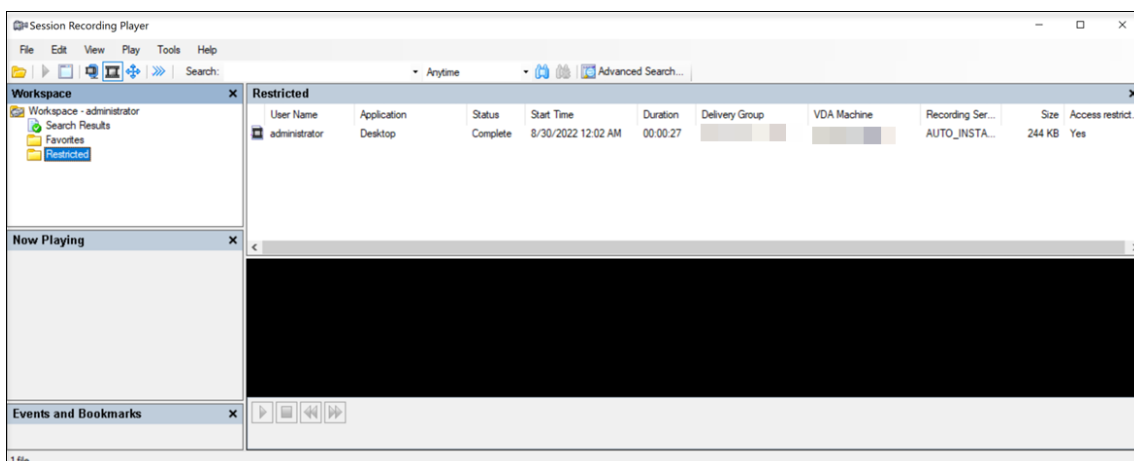 Session Recording Player
File Edit View Play Tools Help
Search: Anytime Advanced Search...
Workspace
Workspace - administrator
Search Results
Favorites
Restricted
Restricted
User Name Application Status Start Time Duration Delivery Group VDA Machine Recording Ser... Size Access restrict.
administrator Desktop Complete 8/30/2022 12:02 AM 00:00:27 AUTO_INSTA... 244 KB Yes
Now Playing
Events and Bookmarks
1 file